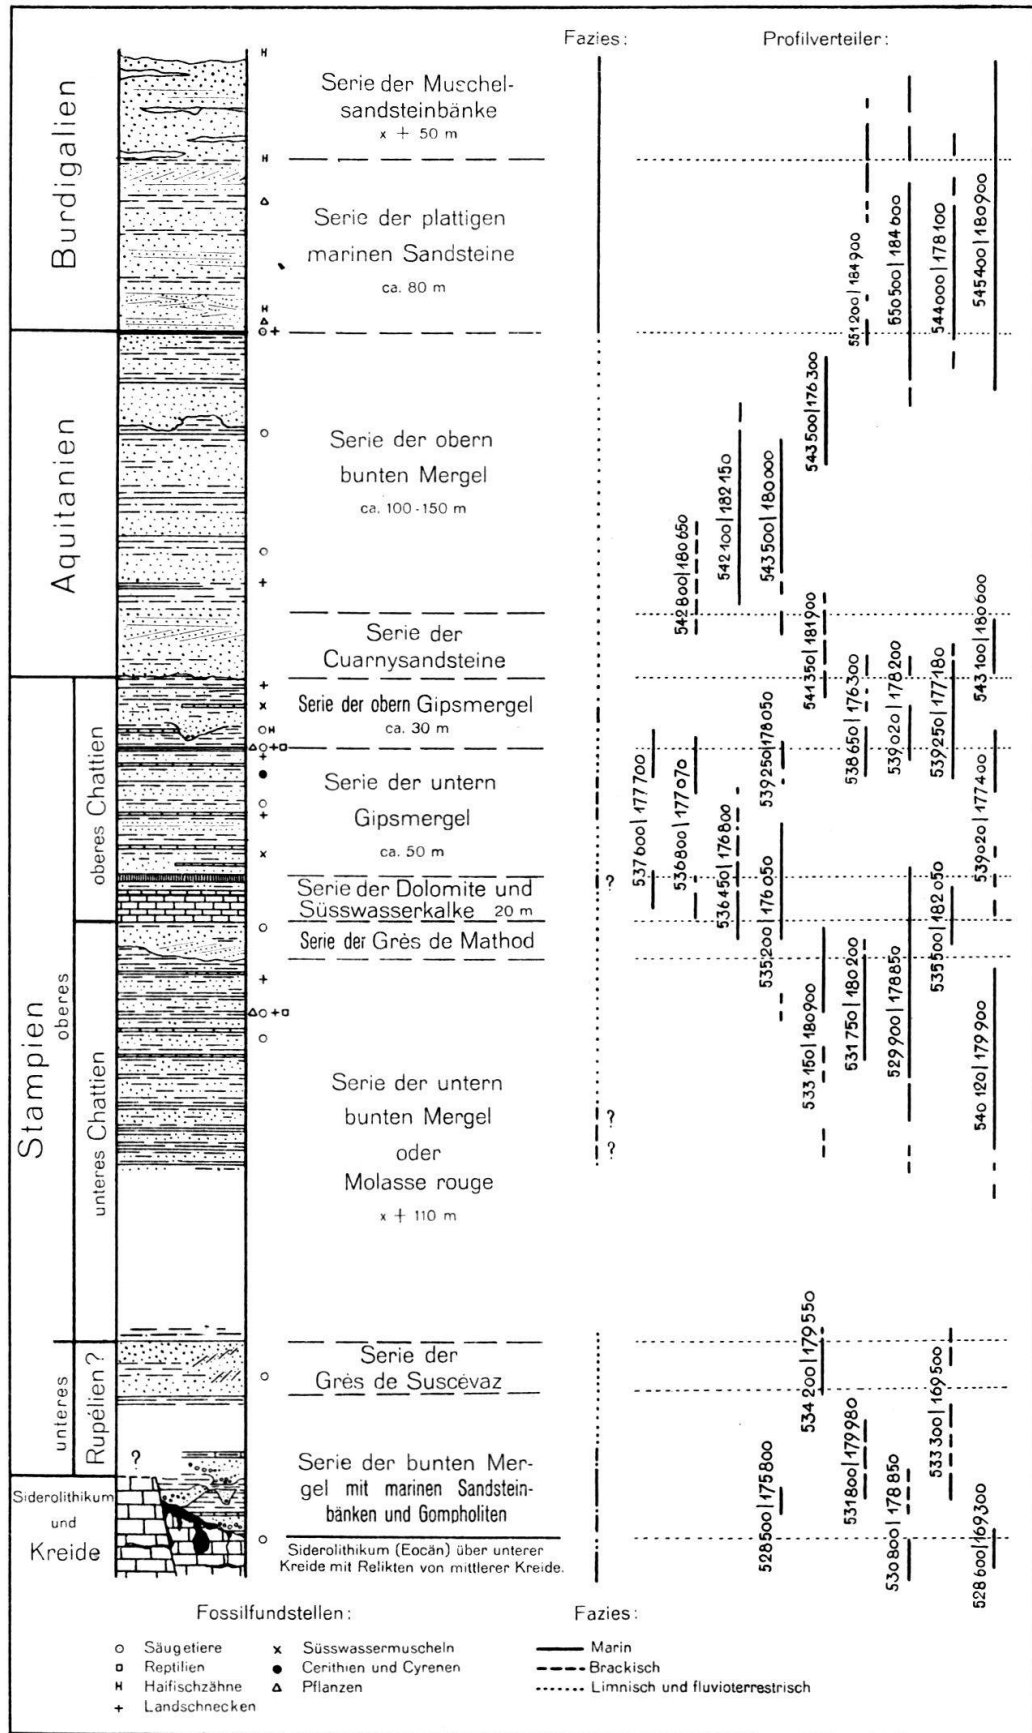 Fazies:
Profilverteiler:
Burdigalien
Serie der Muschel-
sandsteinbänke
x + 50 m
Serie der plattigen
marinen Sandsteine
ca. 80 m
551200|184900
550500|184600
544000|178100
545400|180900
Aquitanien
Serie der obern
bunten Mergel
ca. 100-150 m
542800|180650
542100|182150
543500|180000
543500|176300
Serie der
Cuarnysandsteine
541350|181900
543100|180600
Stampien
oberes
oberes Chattien
Serie der obern Gipsmergel
ca. 30 m
538650|176300
539020|178200
539250|177180
Serie der untern
Gipsmergel
ca. 50 m
537600|177700
536800|177070
536450|176800
539250|178050
539020|177400
Serie der Dolomite und
Süsswasserkalke 20 m
?
535200|176050
535500|182050
unteres Chattien
Serie der Grès de Mathod
533150|180900
531750|180200
529900|178850
540120|179900
Serie der untern
bunten Mergel
oder
Molasse rouge
x + 110 m
?
?
unteres
Rupélien?
Serie der
Grès de Suscévaz
534200|179550
533300|169500
?
Serie der bunten Mer-
gel mit marinen Sandstein-
bänken und Gompholiten
528500|175800
531800|179980
530800|178850
528600|169300
Siderolithikum
und
Kreide
Siderolithikum (Eocän) über unterer
Kreide mit Relikten von mittlerer Kreide.
Fossilfundstellen:
Säugetiere
Reptilien
Haifischzähne
Landschnecken
Süsswassermuscheln
Cerithien und Cyrenen
Pflanzen
Fazies:
Marin
Brackisch
Limnisch und fluvioterrestrisch